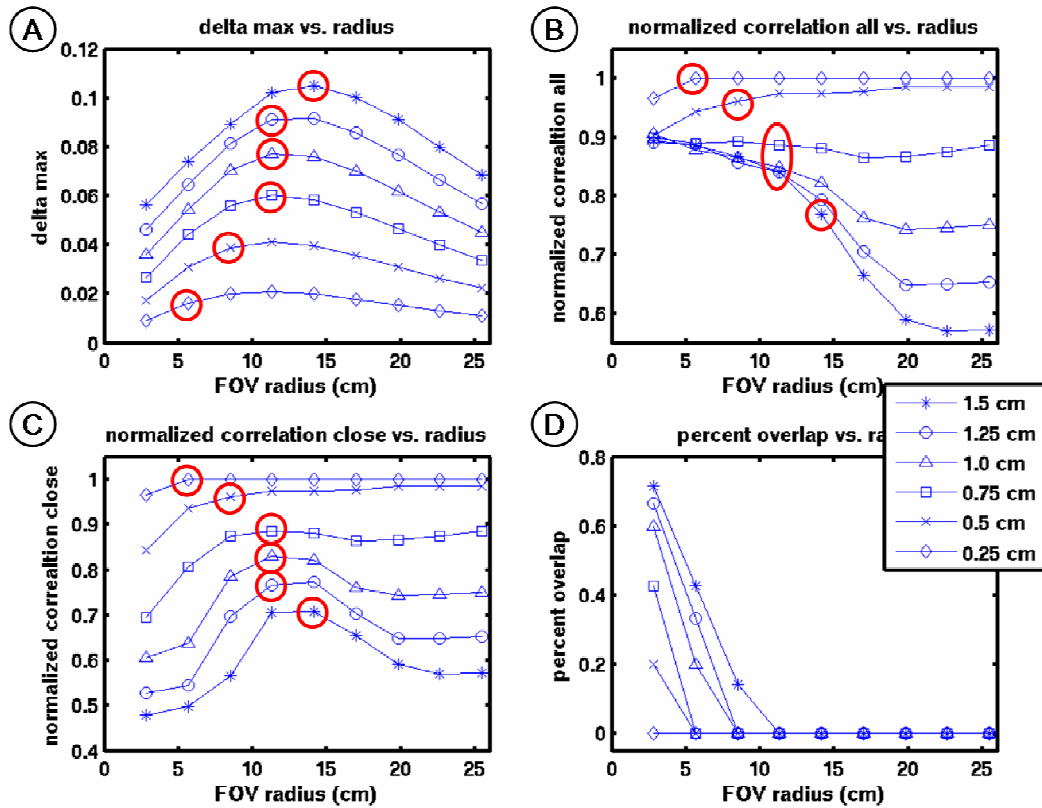 A
delta max vs. radius
0.12
0.1
0.08
0.06
0.04
0.02
0
delta max
0 5 10 15 20 25
FOV radius (cm)
B
normalized correlation all vs. radius
1
0.9
0.8
0.7
0.6
normalized correaltion all
0 5 10 15 20 25
FOV radius (cm)
C
normalized correlation close vs. radius
1
0.9
0.8
0.7
0.6
0.5
0.4
normalized correaltion close
0 5 10 15 20 25
FOV radius (cm)
D
percent overlap vs. ra
0.8
0.6
0.4
0.2
0
percent overlap
0 5 10 15 20 25
FOV radius (cm)
1.5 cm
1.25 cm
1.0 cm
0.75 cm
0.5 cm
0.25 cm